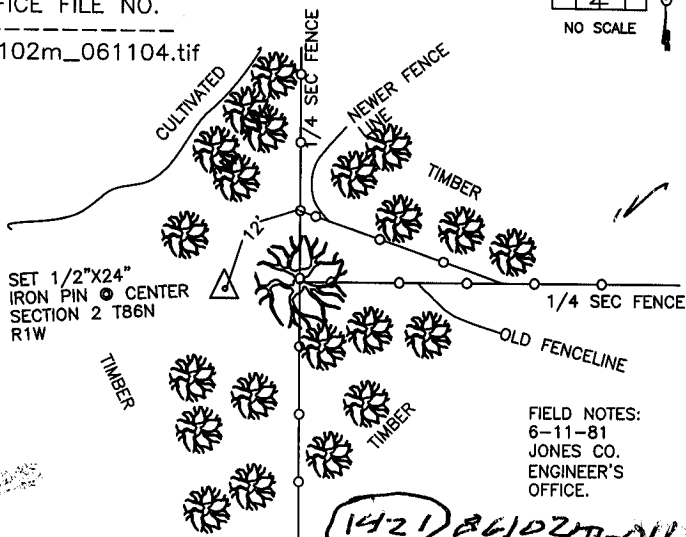 FICE FILE NO.
102m_061104.tif
4
NO SCALE
CULTIVATED
1/4 SEC FENCE
NEWER FENCE
LINE
TIMBER
12'
SET 1/2"X24"
IRON PIN @ CENTER
SECTION 2 T86N
R1W
1/4 SEC FENCE
OLD FENCELINE
TIMBER
TIMBER
FIELD NOTES:
6-11-81
JONES CO.
ENGINEER'S
OFFICE.
1421